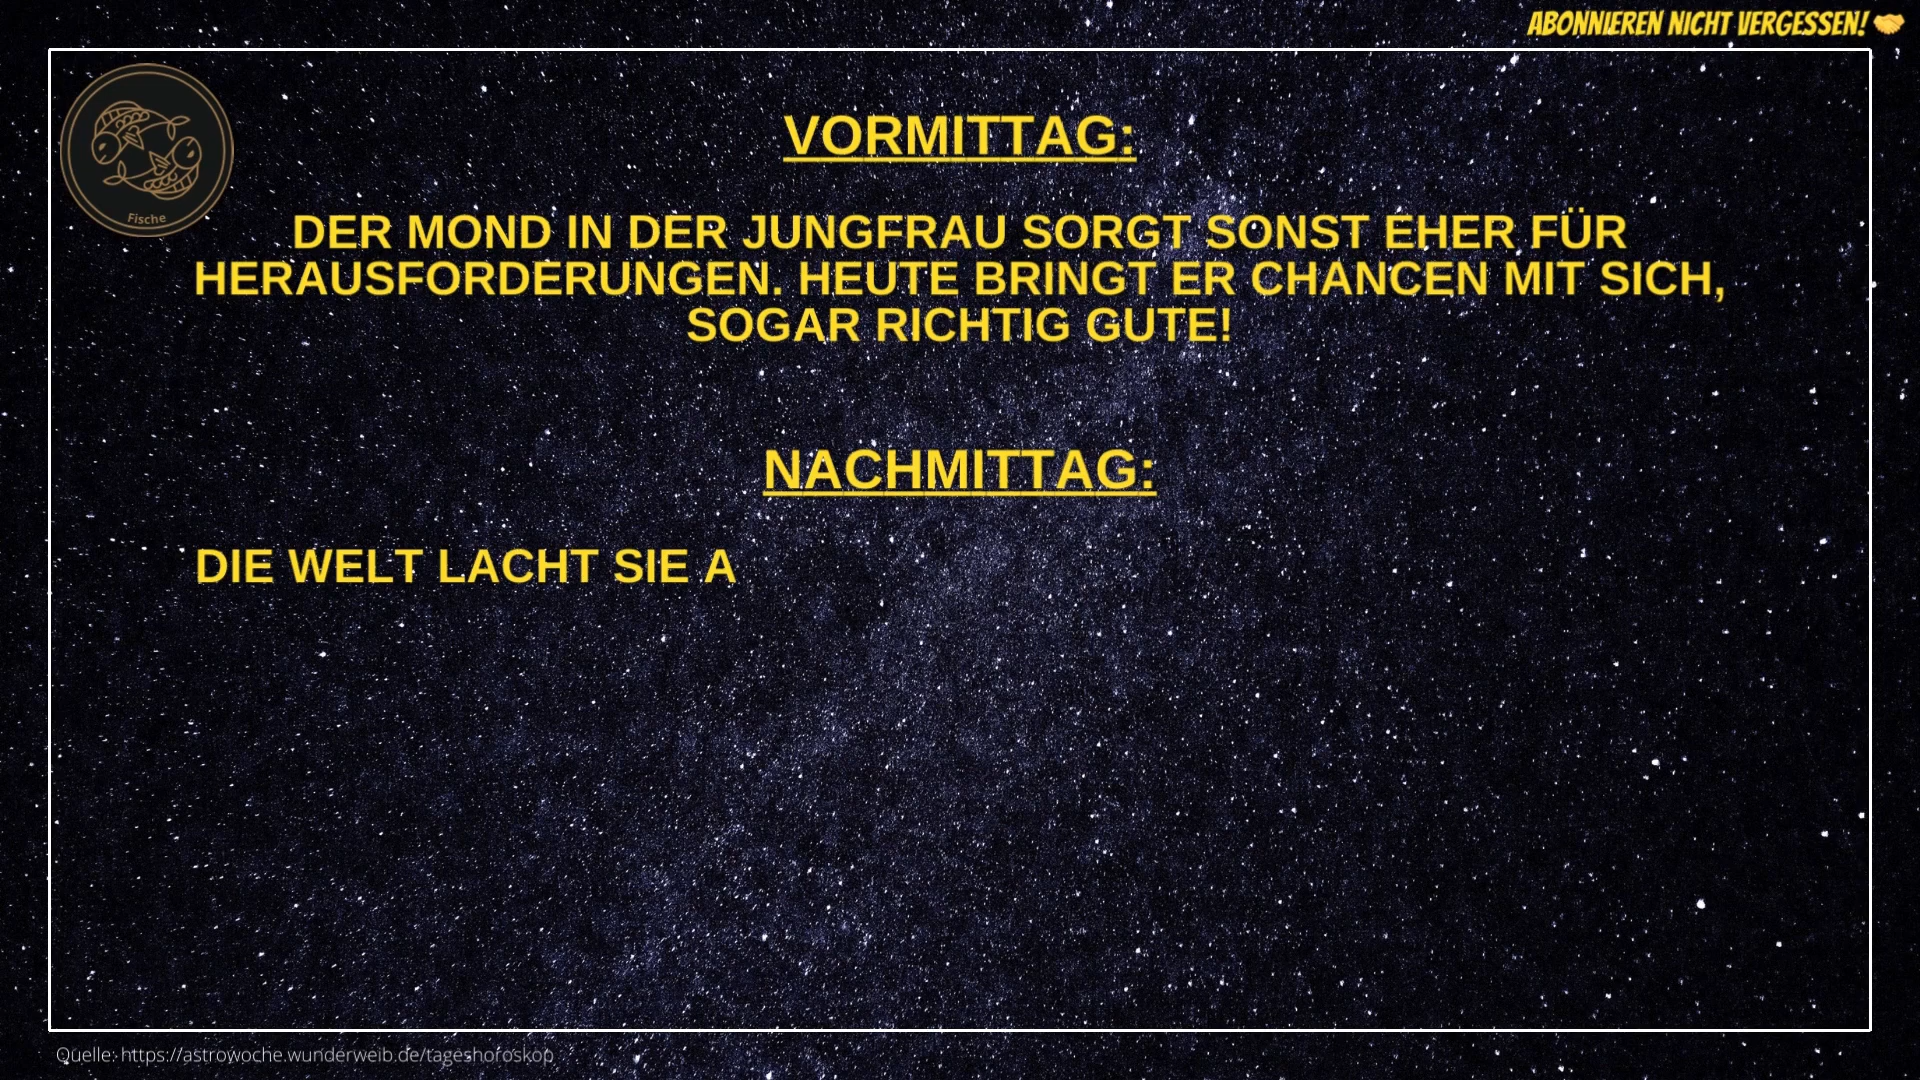 ABONNIEREN NICHT VERGESSEN!
Fische
VORMITTAG:
DER MOND IN DER JUNGFRAU SORGT SONST EHER FÜR
HERAUSFORDERUNGEN. HEUTE BRINGT ER CHANCEN MIT SICH,
SOGAR RICHTIG GUTE!
NACHMITTAG:
DIE WELT LACHT SIE A
Quelle: https://astrowoche.wunderweib.de/tageshoroskop